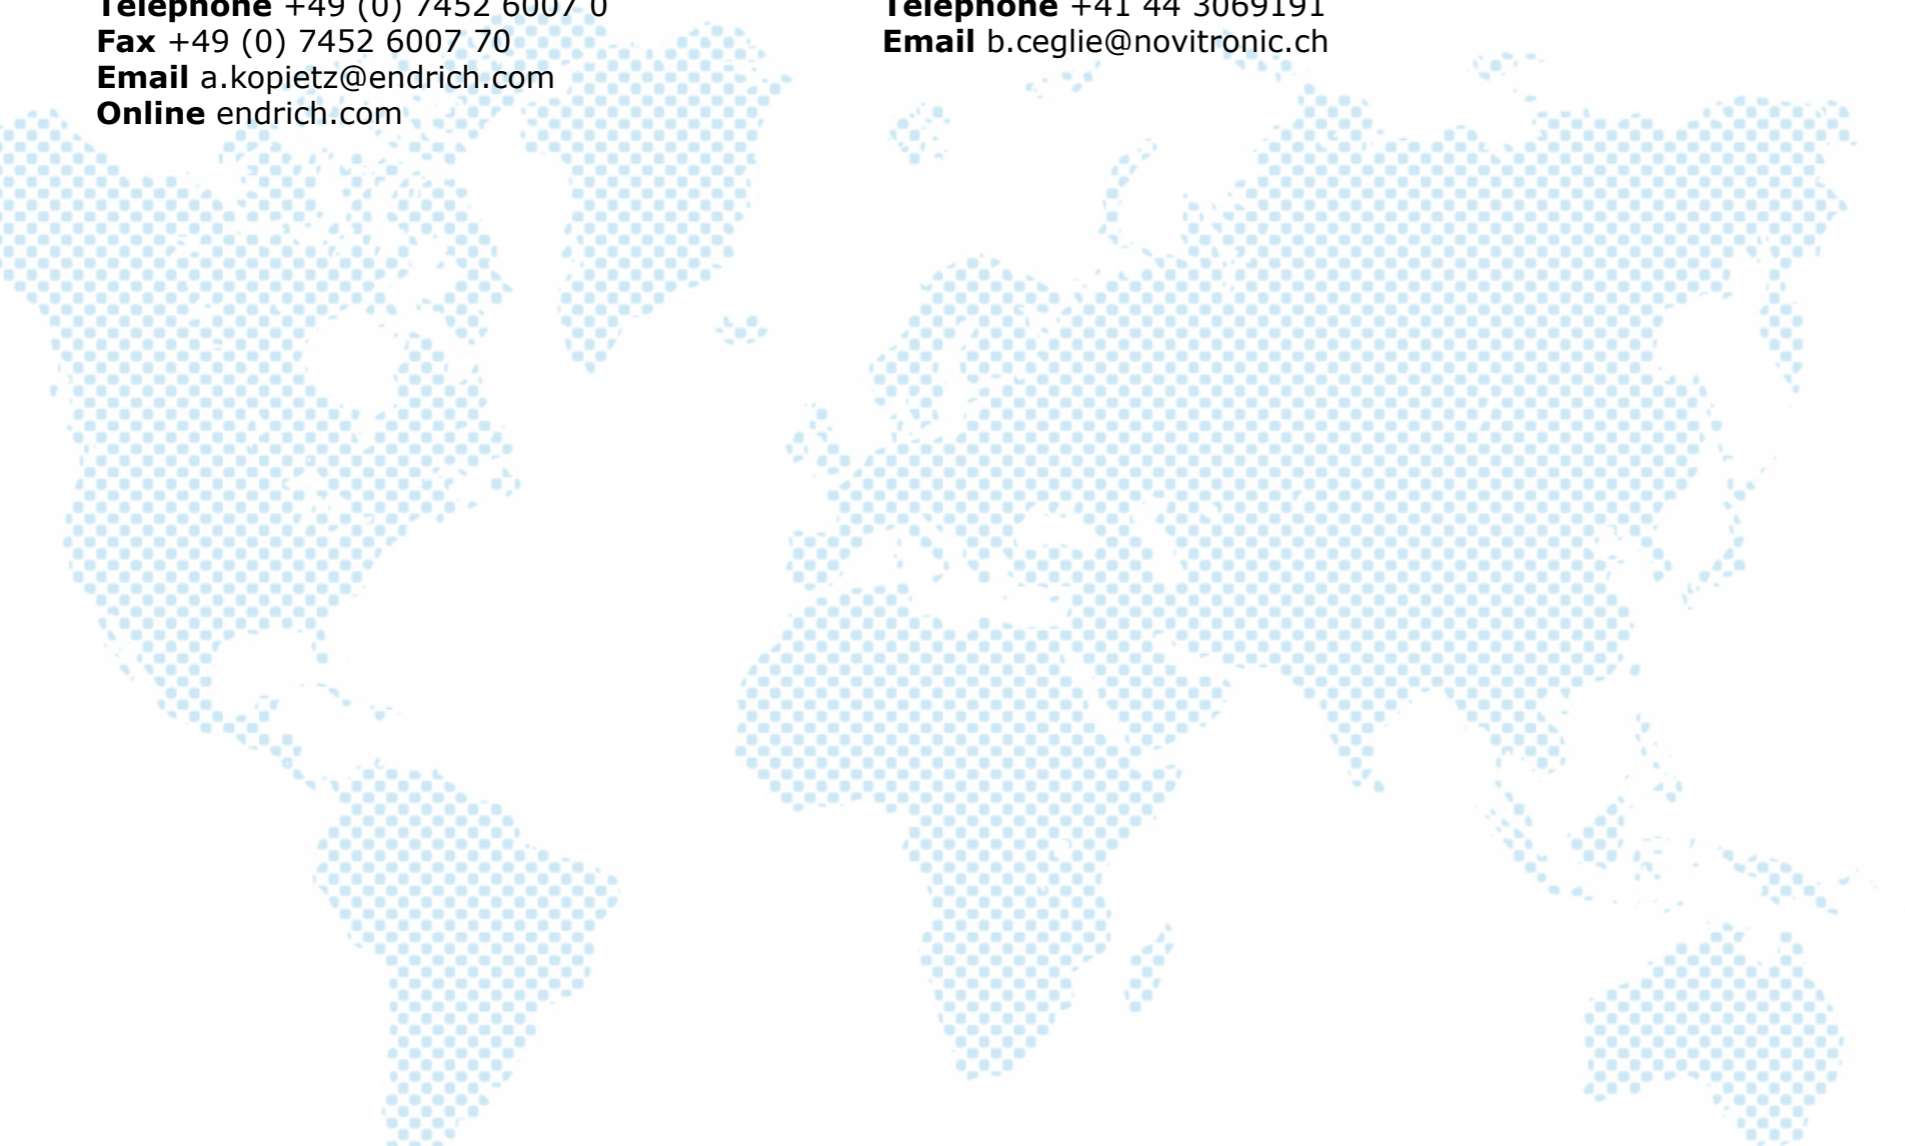 Telephone +49 (0) 7452 6007 0
Fax +49 (0) 7452 6007 70
Email a.kopietz@endrich.com
Online endrich.com
Telephone +41 44 3069191
Email b.ceglie@novitronic.ch